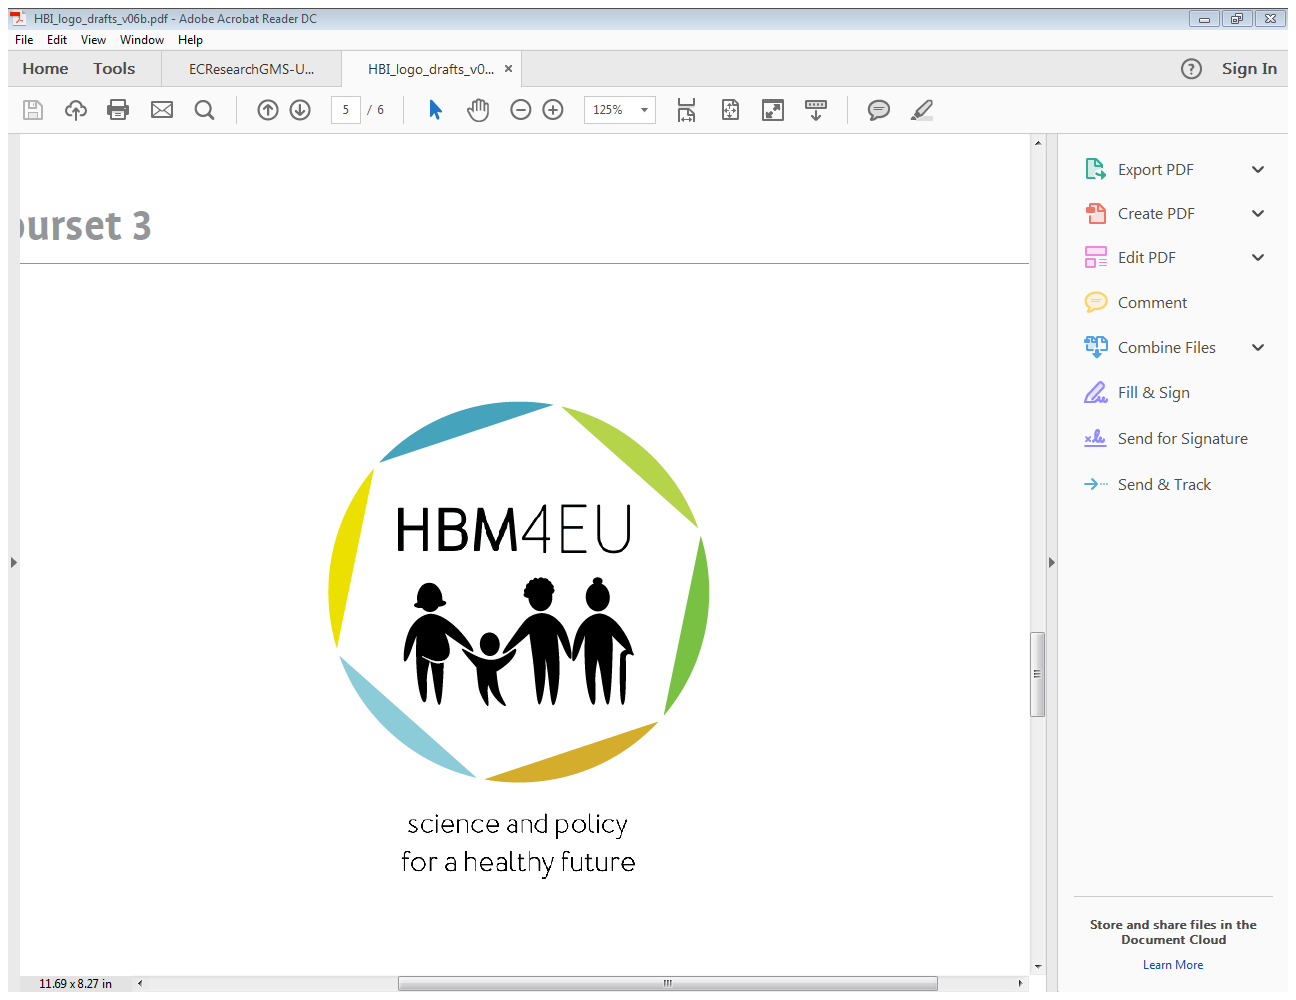 HBI_logo_drafts_v06b.pdf - Adobe Acrobat Reader DC
File Edit View Window Help
Home Tools ECResearchGMS-U... HBI_logo_drafts_v0... × ? Sign In
5 / 6 125%
ourset 3
HBM4EU
science and policy
for a healthy future
Export PDF
Create PDF
Edit PDF
Comment
Combine Files
Fill & Sign
Send for Signature
Send & Track
Store and share files in the
Document Cloud
Learn More
11.69 x 8.27 in